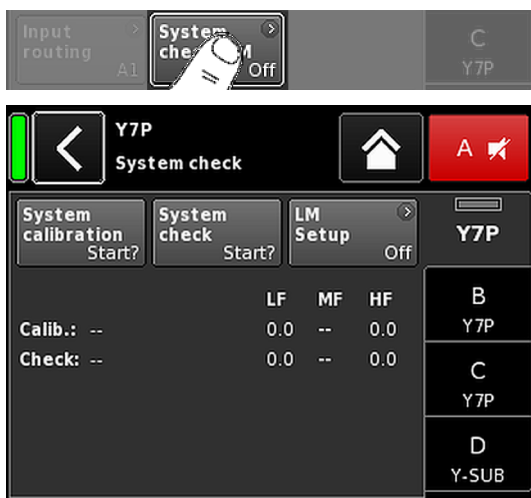 Input
routing
A1
System
che M
Off
C
Y7P
Y7P
System check
A
System
calibration
Start?
System
check
Start?
LM
Setup
Off
Y7P
LF MF HF
B
Y7P
Calib.: -- 0.0 -- 0.0
Check: -- 0.0 -- 0.0
C
Y7P
D
Y-SUB